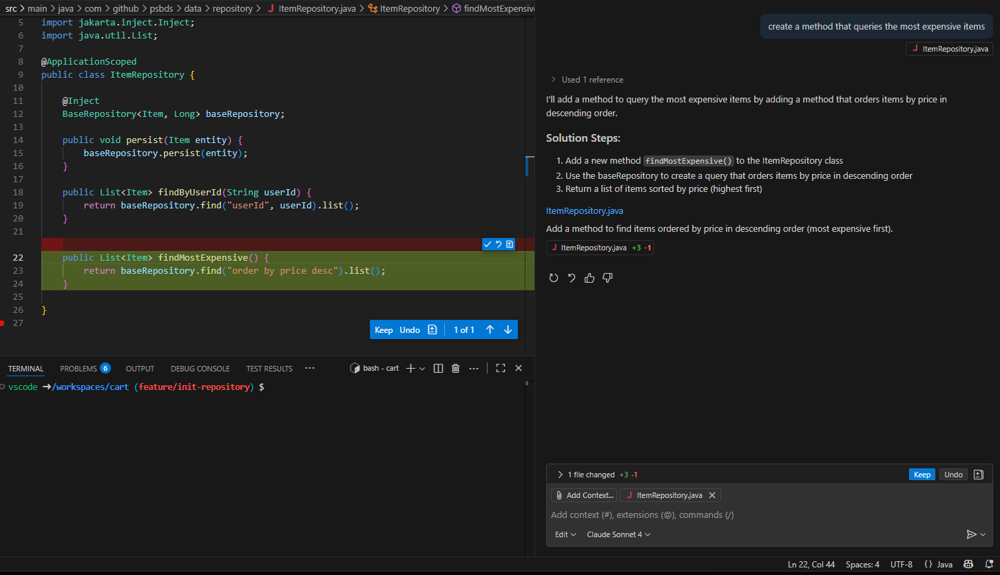 src > main > java > com > github > psbds > data > repository > J ItemRepository.java > ItemRepository > findMostExpensive
5 import jakarta.inject.Inject;
6 import java.util.List;
7
8 @ApplicationScoped
9 public class ItemRepository {
10
11 @Inject
12 BaseRepository<Item, Long> baseRepository;
13
14 public void persist(Item entity) {
15 baseRepository.persist(entity);
16 }
17
18 public List<Item> findByUserId(String userId) {
19 return baseRepository.find("userId", userId).list();
20 }
21
22 public List<Item> findMostExpensive() {
23 return baseRepository.find("order by price desc").list();
24 }
25
26 }
27
Keep Undo 1 of 1
TERMINAL PROBLEMS 6 OUTPUT DEBUG CONSOLE TEST RESULTS ··· bash - cart
vscode ➜/workspaces/cart (feature/init-repository) $
create a method that queries the most expensive items
J ItemRepository.java
> Used 1 reference
I'll add a method to query the most expensive items by adding a method that orders items by price in
descending order.
Solution Steps:
1. Add a new method findMostExpensive() to the ItemRepository class
2. Use the baseRepository to create a query that orders items by price in descending order
3. Return a list of items sorted by price (highest first)
ItemRepository.java
Add a method to find items ordered by price in descending order (most expensive first).
J ItemRepository.java +3 -1
> 1 file changed +3 -1 Keep Undo
Add Context... J ItemRepository.java
Add context (#), extensions (@), commands (/)
Edit Claude Sonnet 4
Ln 22, Col 44 Spaces: 4 UTF-8 {} Java